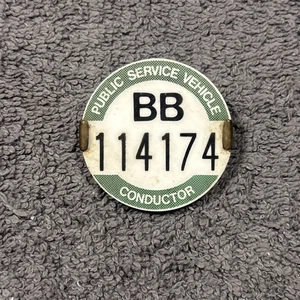 PUBLIC SERVICE VEHICLE
BB
114174
CONDUCTOR